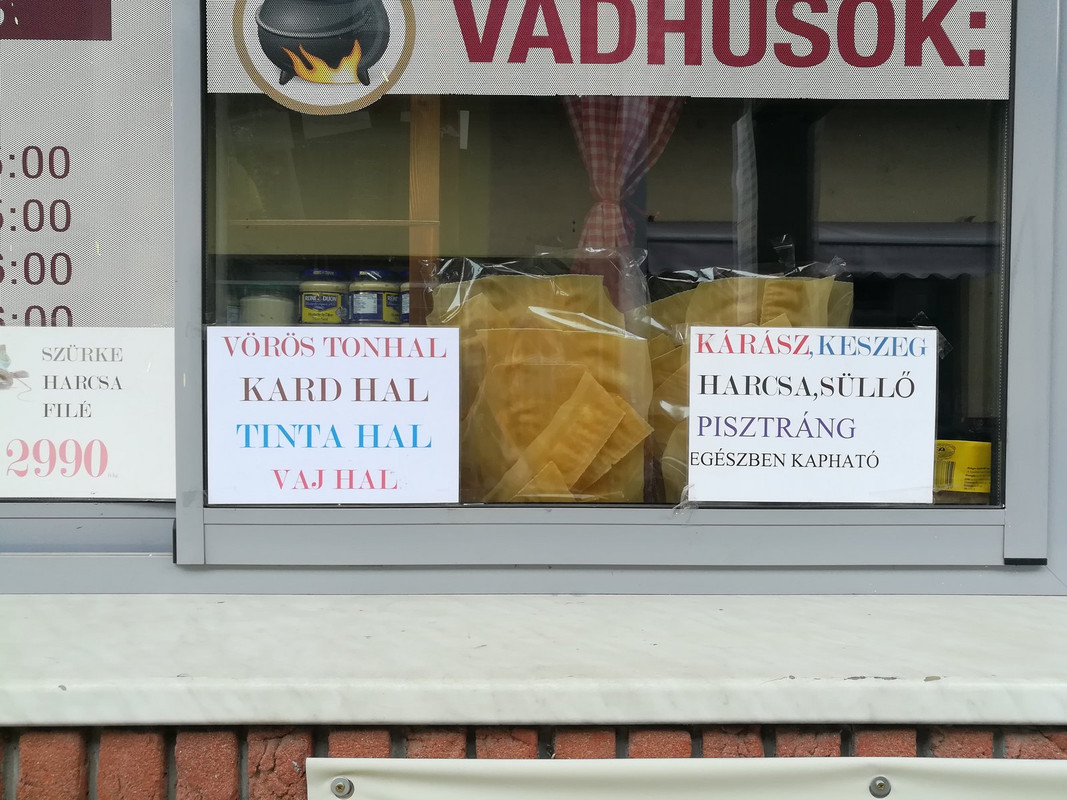 VADHÚSOK:
:00
:00
:00
:00
SZÜRKE
HARCSA
FILÉ
2990
VÖRÖS TONHAL
KARD HAL
TINTA HAL
VAJ HAL
KÁRÁSZ, KESZEG
HARCSA,SÜLLŐ
PISZTRÁNG
EGÉSZBEN KAPHATÓ